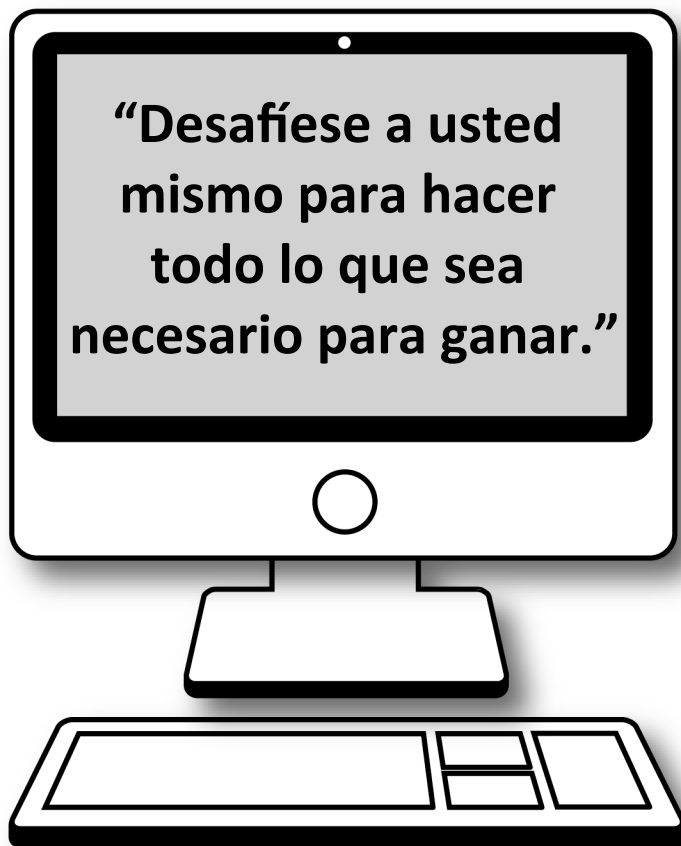 “Desafíese a usted
mismo para hacer
todo lo que sea
necesario para ganar.”